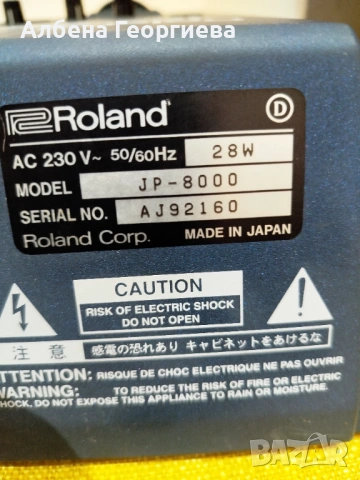 Албена Георгиева
Roland
D
AC 230 V~ 50/60Hz 28W
MODEL JP-8000
SERIAL NO. AJ92160
Roland Corp. MADE IN JAPAN
CAUTION
RISK OF ELECTRIC SHOCK
DO NOT OPEN
注 意 感電の恐れあり キャビネットをあけるな
ATTENTION: RISQUE DE CHOC ELECTRIQUE NE PAS OUVRIR
WARNING: TO REDUCE THE RISK OF FIRE OR ELECTRIC
SHOCK, DO NOT EXPOSE THIS APPLIANCE TO RAIN OR MOISTURE.
BAZAR